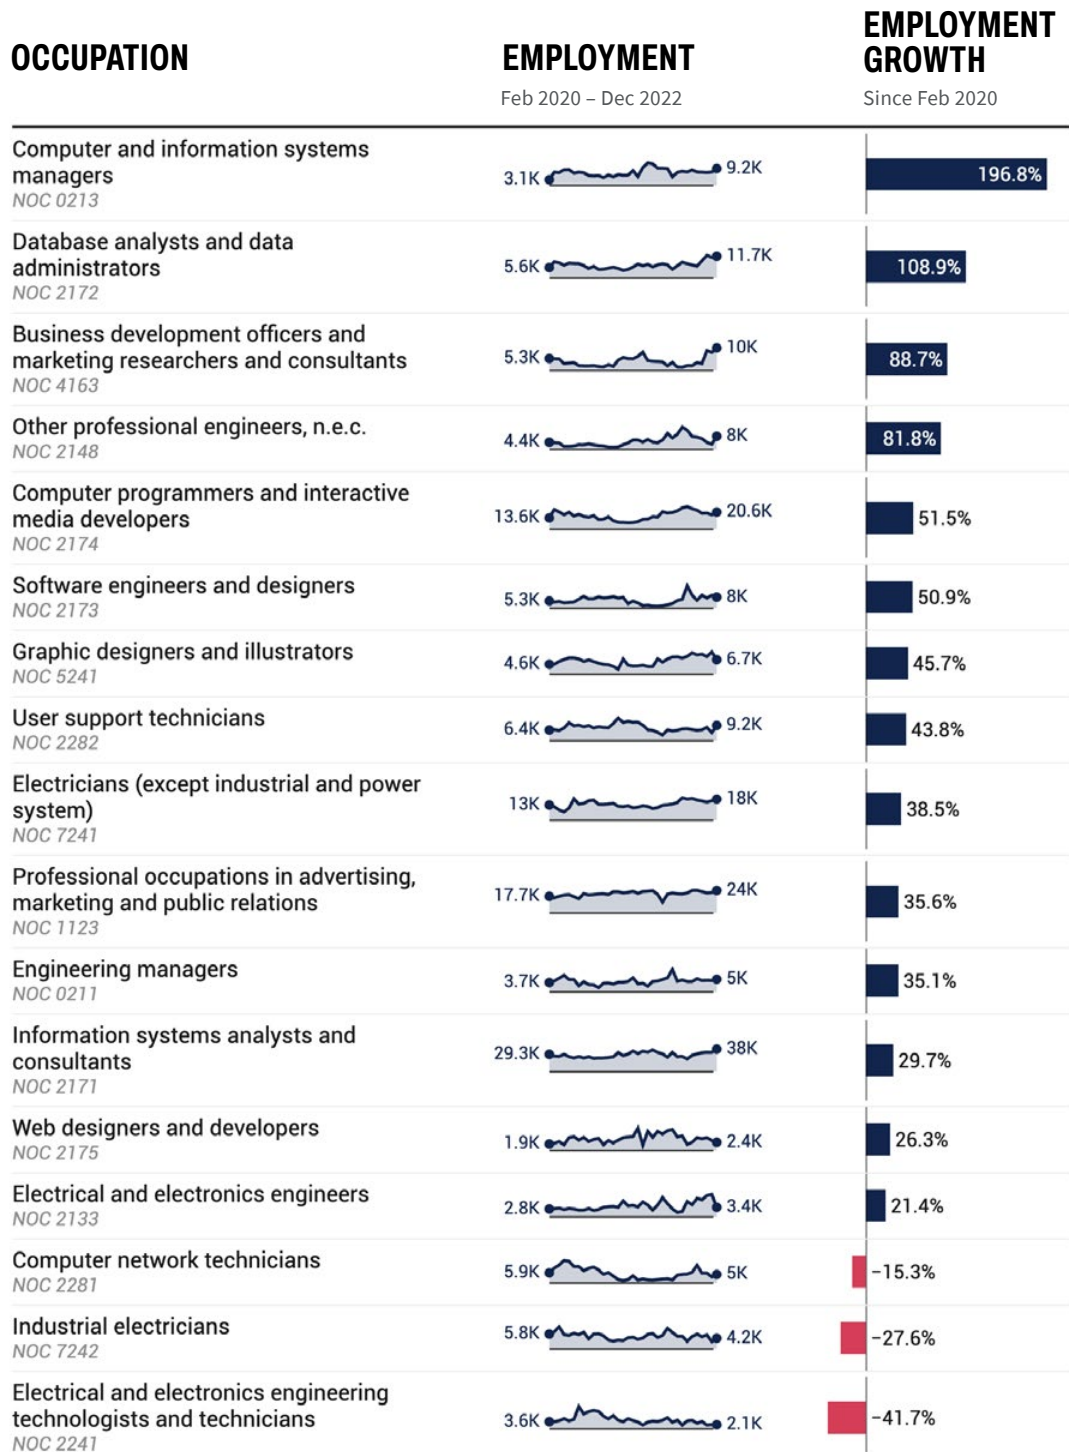 OCCUPATION
EMPLOYMENT
Feb 2020 – Dec 2022
EMPLOYMENT
GROWTH
Since Feb 2020
Computer and information systems
managers
NOC 0213
3.1K
9.2K
196.8%
Database analysts and data
administrators
NOC 2172
5.6K
11.7K
108.9%
Business development officers and
marketing researchers and consultants
NOC 4163
5.3K
10K
88.7%
Other professional engineers, n.e.c.
NOC 2148
4.4K
8K
81.8%
Computer programmers and interactive
media developers
NOC 2174
13.6K
20.6K
51.5%
Software engineers and designers
NOC 2173
5.3K
8K
50.9%
Graphic designers and illustrators
NOC 5241
4.6K
6.7K
45.7%
User support technicians
NOC 2282
6.4K
9.2K
43.8%
Electricians (except industrial and power
system)
NOC 7241
13K
18K
38.5%
Professional occupations in advertising,
marketing and public relations
NOC 1123
17.7K
24K
35.6%
Engineering managers
NOC 0211
3.7K
5K
35.1%
Information systems analysts and
consultants
NOC 2171
29.3K
38K
29.7%
Web designers and developers
NOC 2175
1.9K
2.4K
26.3%
Electrical and electronics engineers
NOC 2133
2.8K
3.4K
21.4%
Computer network technicians
NOC 2281
5.9K
5K
−15.3%
Industrial electricians
NOC 7242
5.8K
4.2K
−27.6%
Electrical and electronics engineering
technologists and technicians
NOC 2241
3.6K
2.1K
−41.7%